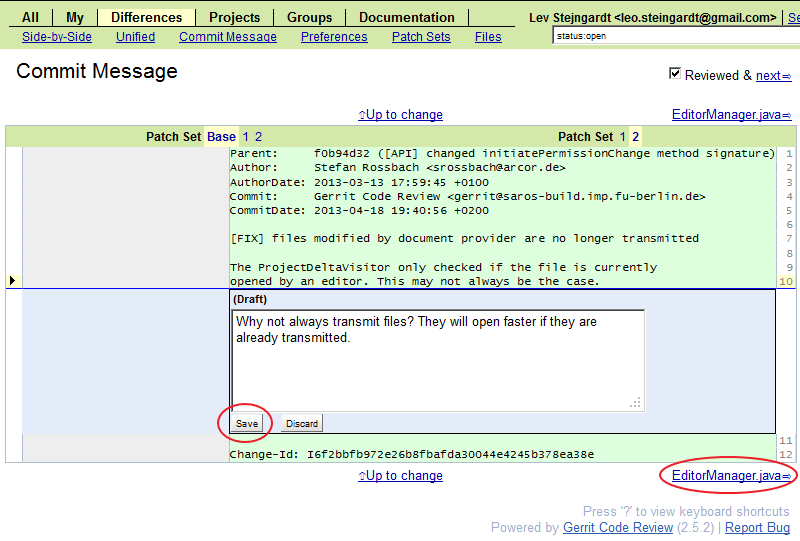 All My Differences Projects Groups Documentation Lev Stejngardt <leo.steingardt@gmail.com> | Se
Side-by-Side Unified Commit Message Preferences Patch Sets Files status:open
Commit Message
Reviewed & next⇨
⇧Up to change EditorManager.java⇨
Patch Set Base 1 2 Patch Set 1 2
Parent: f0b94d32 ([API] changed initiatePermissionChange method signature) 1
Author: Stefan Rossbach <srossbach@arcor.de> 2
AuthorDate: 2013-03-13 17:59:45 +0100 3
Commit: Gerrit Code Review <gerrit@saros-build.imp.fu-berlin.de> 4
CommitDate: 2013-04-18 19:40:56 +0200 5
6
[FIX] files modified by document provider are no longer transmitted 7
8
The ProjectDeltaVisitor only checked if the file is currently 9
opened by an editor. This may not always be the case. 10
(Draft)
Why not always transmit files? They will open faster if they are
already transmitted.
Save Discard
11
Change-Id: I6f2bbfb972e26b8fbafda30044e4245b378ea38e 12
⇧Up to change EditorManager.java⇨
Press '?' to view keyboard shortcuts
Powered by Gerrit Code Review (2.5.2) | Report Bug